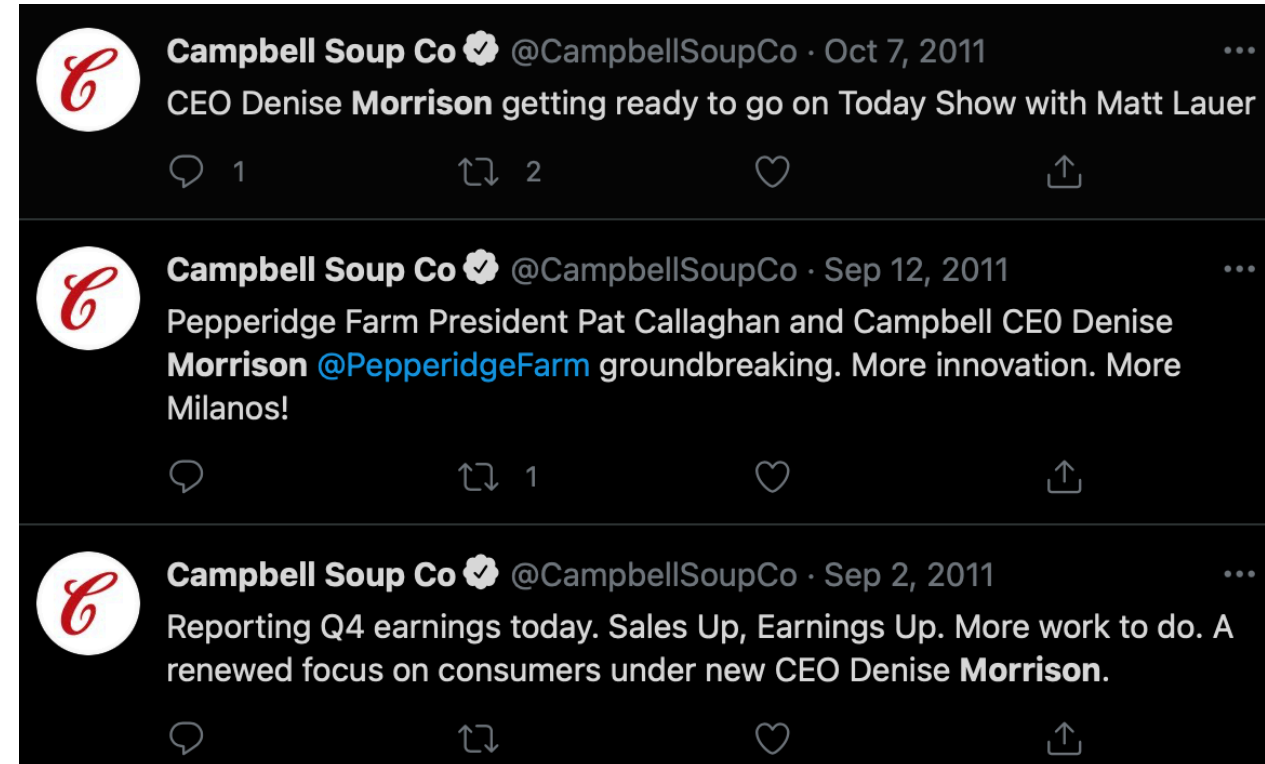 Campbell Soup Co @CampbellSoupCo · Oct 7, 2011
CEO Denise Morrison getting ready to go on Today Show with Matt Lauer
1 2
Campbell Soup Co @CampbellSoupCo · Sep 12, 2011
Pepperidge Farm President Pat Callaghan and Campbell CE0 Denise
Morrison @PepperidgeFarm groundbreaking. More innovation. More
Milanos!
1
Campbell Soup Co @CampbellSoupCo · Sep 2, 2011
Reporting Q4 earnings today. Sales Up, Earnings Up. More work to do. A
renewed focus on consumers under new CEO Denise Morrison.